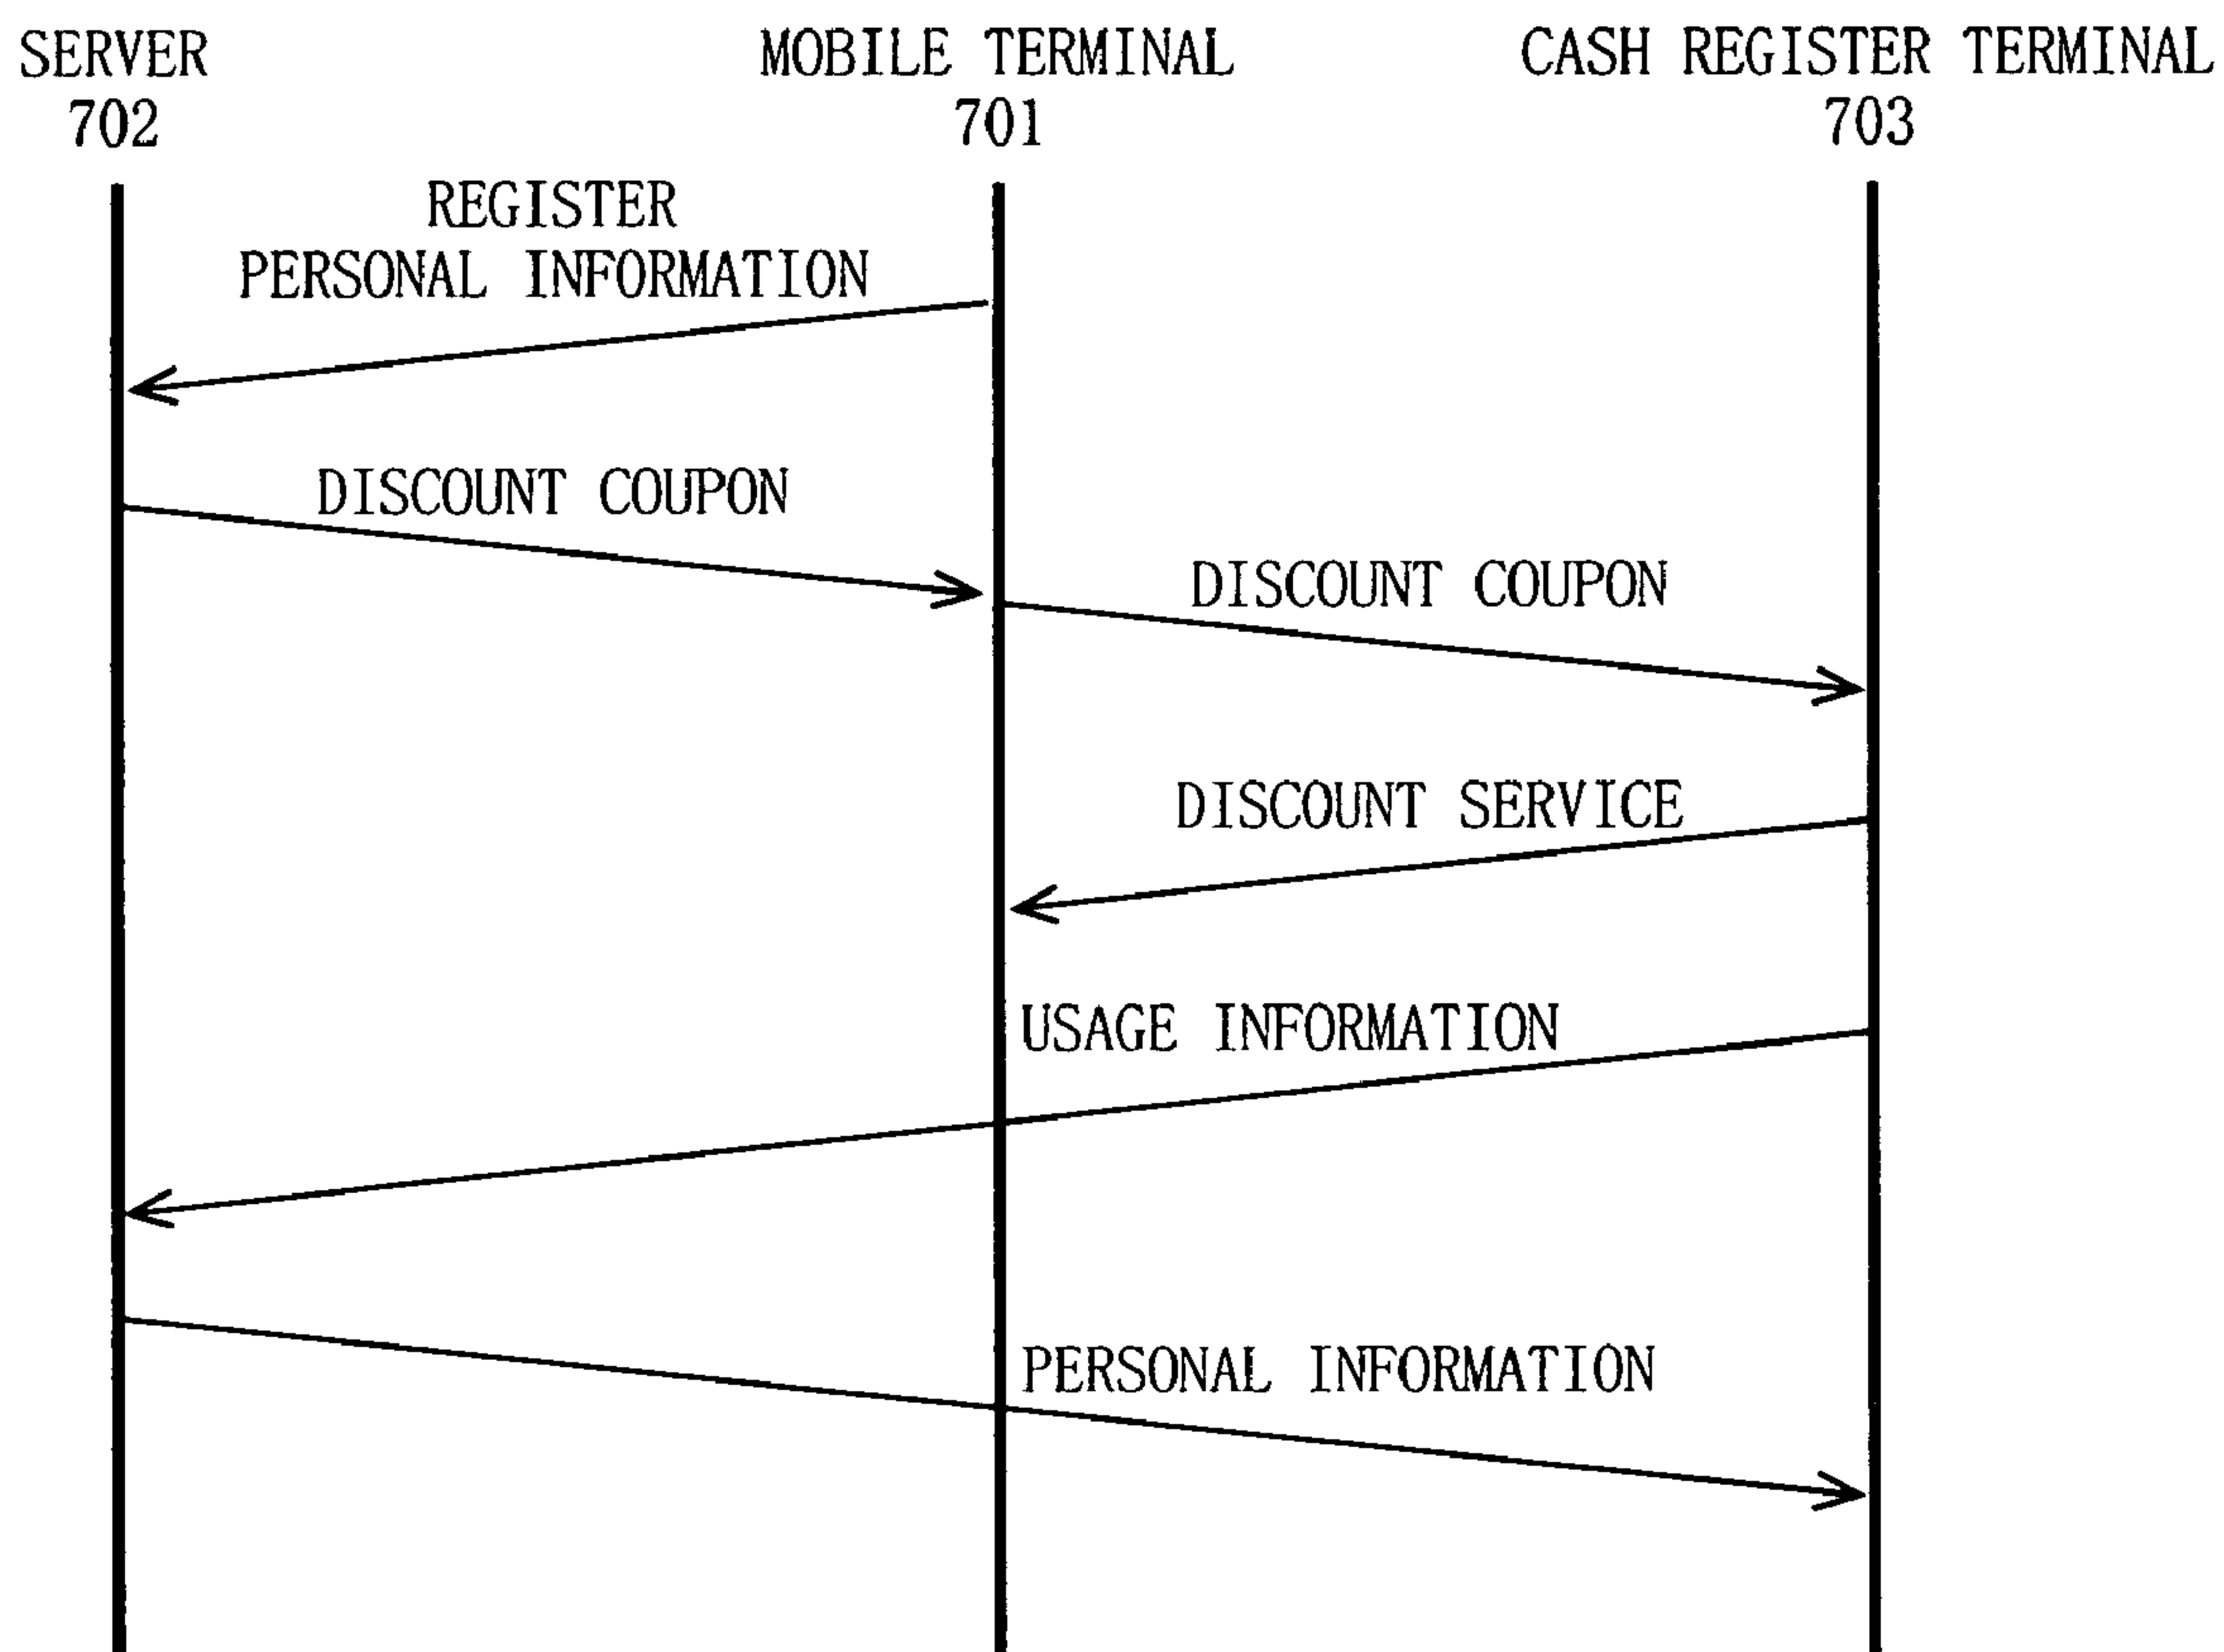 SERVER
702
MOBILE TERMINAL
701
CASH REGISTER TERMINAL
703
REGISTER
PERSONAL INFORMATION
DISCOUNT COUPON
DISCOUNT COUPON
DISCOUNT SERVICE
USAGE INFORMATION
PERSONAL INFORMATION